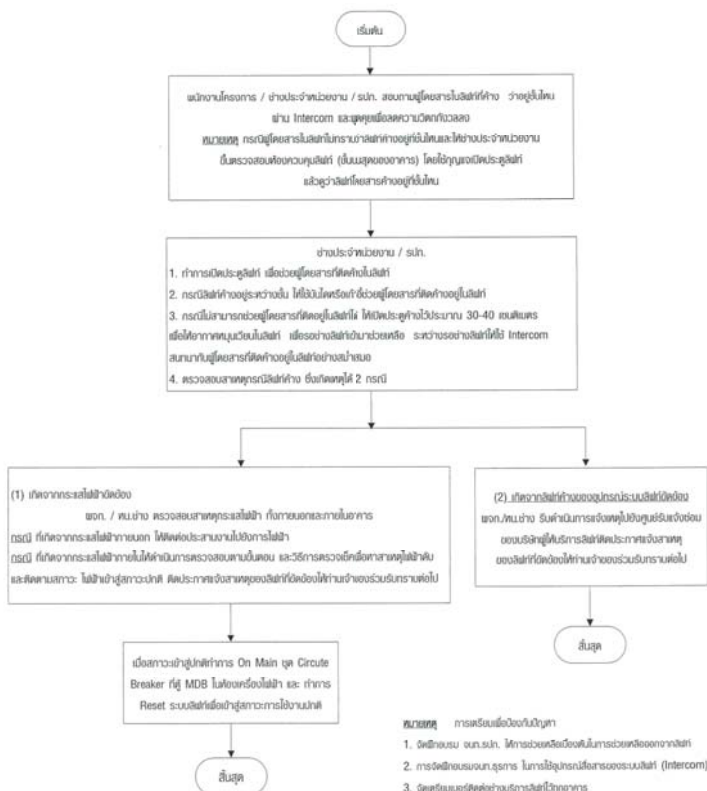 เริ่มต้น
พนักงานโครงการ / ช่างประจำหน่วยงาน / รปภ. สอบถามผู้โดยสารในลิฟท์ที่ค้าง ว่าอยู่ชั้นไหน
ผ่าน Intercom และพูดคุยเพื่อลดความวิตกกังวลลง
หมายเหตุ กรณีผู้โดยสารในลิฟท์ไม่ทราบว่าลิฟท์ค้างอยู่ที่ชั้นไหนและให้ช่างประจำหน่วยงาน
ขึ้นตรวจสอบห้องควบคุมลิฟท์ (ชั้นบนสุดของอาคาร) โดยใช้กุญแจเปิดประตูลิฟท์
แล้วดูว่าลิฟท์โดยสารค้างอยู่ที่ชั้นไหน
ช่างประจำหน่วยงาน / รปภ.
1. ทำการเปิดประตูลิฟท์ เพื่อช่วยผู้โดยสารที่ติดค้างในลิฟท์
2. กรณีลิฟท์ค้างอยู่ระหว่างชั้น ให้ใช้บันไดหรือเก้าอี้ช่วยผู้โดยสารที่ติดค้างอยู่ในลิฟท์
3. กรณีไม่สามารถช่วยผู้โดยสารที่ติดอยู่ในลิฟท์ได้ ให้เปิดประตูค้างไว้ประมาณ 30-40 เซนติเมตร
เพื่อให้อากาศหมุนเวียนในลิฟท์ เพื่อรอช่างลิฟท์เข้ามาช่วยเหลือ ระหว่างรอช่างลิฟท์ให้ใช้ Intercom
สนทนากับผู้โดยสารที่ติดค้างอยู่ในลิฟท์อย่างสม่ำเสมอ
4. ตรวจสอบสาเหตุกรณีลิฟท์ค้าง ซึ่งเกิดเหตุได้ 2 กรณี
(1) เกิดจากกระแสไฟฟ้าขัดข้อง
ผจก. / หน.ช่าง ตรวจสอบสาเหตุกระแสไฟฟ้า ทั้งภายนอกและภายในอาคาร
กรณี ที่เกิดจากกระแสไฟฟ้าภายนอก ให้ติดต่อประสานงานไปยังการไฟฟ้า
กรณี ที่เกิดจากกระแสไฟฟ้าภายในให้ดำเนินการตรวจสอบตามขั้นตอน และวิธีการตรวจเช็คเพื่อหาสาเหตุไฟฟ้าดับ
และติดตามสภาวะ ไฟฟ้าเข้าสู่สภาวะปกติ ติดประกาศแจ้งสาเหตุของลิฟท์ที่ขัดข้องให้ท่านเจ้าของร่วมรับทราบต่อไป
(2) เกิดจากลิฟท์ค้างของอุปกรณ์ระบบลิฟท์ขัดข้อง
ผจก./หน.ช่าง รีบดำเนินการแจ้งเหตุไปยังศูนย์รับแจ้งซ่อม
ของบริษัทผู้ให้บริการลิฟท์ติดประกาศแจ้งสาเหตุ
ของลิฟท์ที่ขัดข้องให้ท่านเจ้าของร่วมรับทราบต่อไป
สิ้นสุด
เมื่อสภาวะเข้าสู่ปกติทำการ On Main ชุด Circute
Breaker ที่ตู้ MDB ในห้องเครื่องไฟฟ้า และ ทำการ
Reset ระบบลิฟท์เพื่อเข้าสู่สภาวะการใช้งานปกติ
สิ้นสุด
หมายเหตุ การเตรียมเพื่อป้องกันปัญหา
1. จัดฝึกอบรม จนท.รปภ. ให้การช่วยเหลือเบื้องต้นในการช่วยเหลือออกจากลิฟท์
2. การจัดฝึกอบรมจนท.ธุรการ ในการใช้อุปกรณ์สื่อสารของระบบลิฟท์ (Intercom)
3. จัดเตรียมเบอร์ติดต่อช่างบริการลิฟท์ไว้ทุกอาคาร